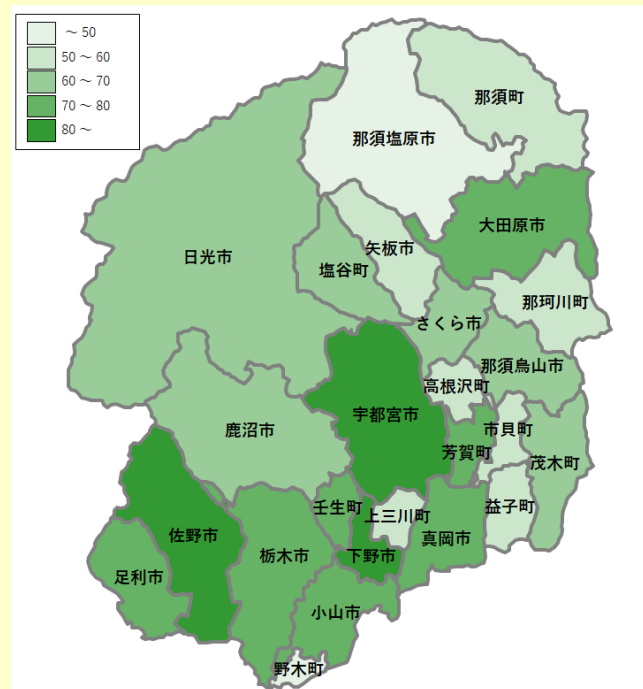 ～ 50
50 ～ 60
60 ～ 70
70 ～ 80
80 ～
那須町
那須塩原市
大田原市
矢板市
日光市
塩谷町
那珂川町
さくら市
那須烏山市
高根沢町
宇都宮市
市貝町
鹿沼市
芳賀町
茂木町
益子町
壬生町
上三川町
佐野市
真岡市
栃木市
下野市
足利市
小山市
野木町